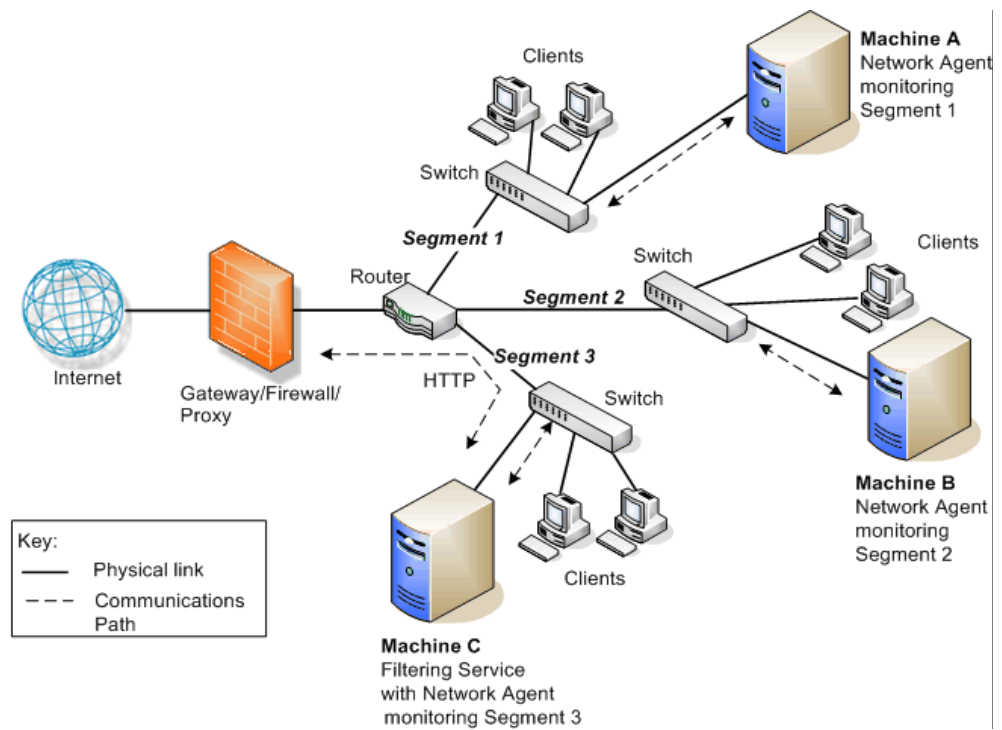 Clients
Machine A
Network Agent
monitoring
Segment 1
Switch
Segment 1
Clients
Switch
Router
Segment 2
Internet
Gateway/Firewall/
Proxy
HTTP
Segment 3
Switch
Machine B
Network Agent
monitoring
Segment 2
Clients
Key:
Physical link
Communications
Path
Machine C
Filtering Service
with Network Agent
monitoring Segment 3